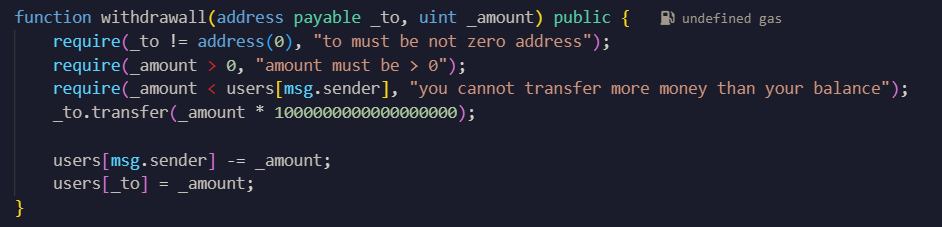 function withdrawall(address payable _to, uint _amount) public {    undefined gas
    require(_to != address(0), "to must be not zero address");
    require(_amount > 0, "amount must be > 0");
    require(_amount < users[msg.sender], "you cannot transfer more money than your balance");
    _to.transfer(_amount * 1000000000000000000);

    users[msg.sender] -= _amount;
    users[_to] = _amount;
}